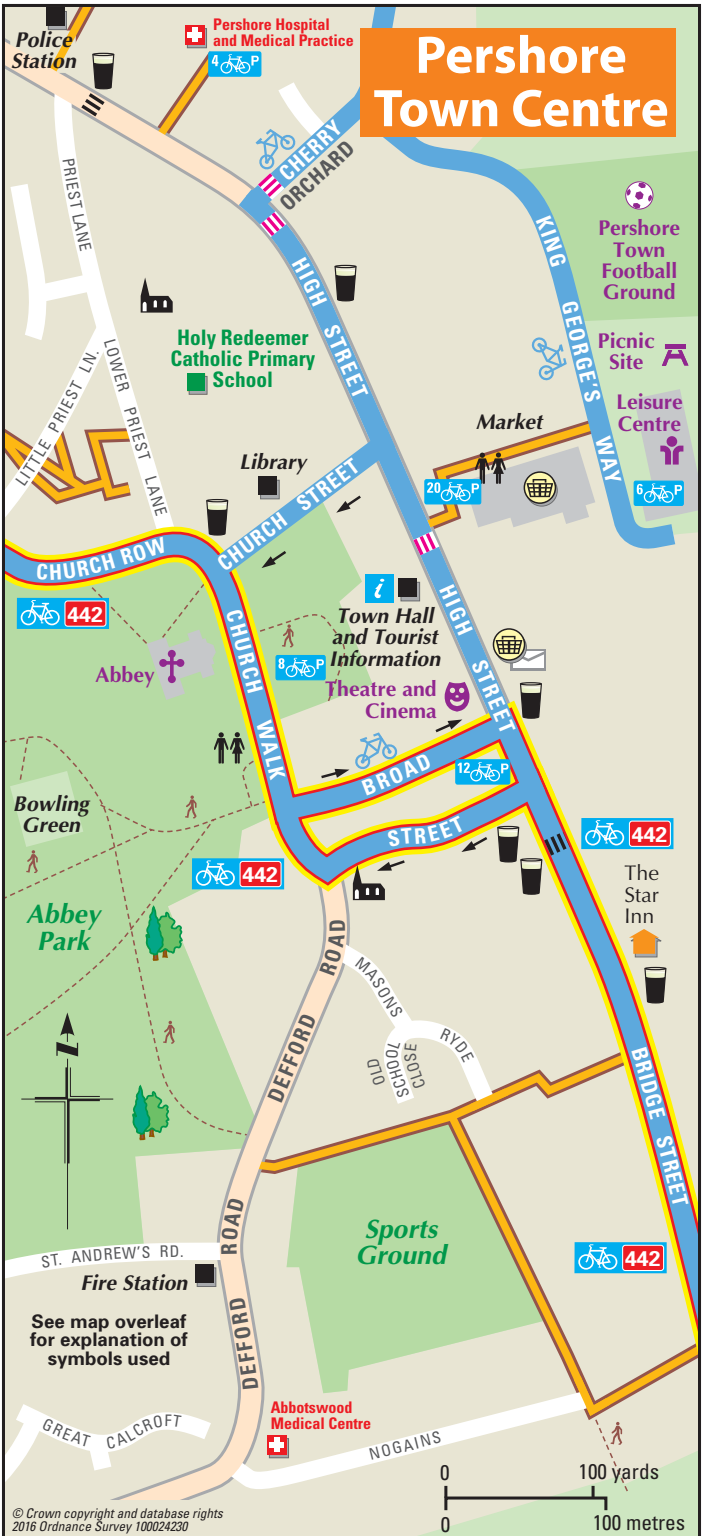 Pershore
Town Centre
Police
Station
Pershore Hospital
and Medical Practice
4 P
CHERRY
ORCHARD
PRIEST LANE
KING GEORGE'S WAY
Pershore
Town
Football
Ground
HIGH STREET
Holy Redeemer
Catholic Primary
School
Picnic
Site
LITTLE PRIEST LN.
LOWER PRIEST LANE
Leisure
Centre
Market
Library
CHURCH STREET
20 P
6 P
CHURCH ROW
442
i
Town Hall
and Tourist
Information
HIGH STREET
CHURCH WALK
Abbey
8 P
Theatre and
Cinema
BROAD
12 P
STREET
Bowling
Green
442
442
The
Star
Inn
Abbey
Park
DEFFORD ROAD
MASONS RYDE
OLD
SCHOOL
CLOSE
z
BRIDGE STREET
Sports
Ground
ST. ANDREW'S RD.
442
Fire Station
DEFFORD ROAD
See map overleaf
for explanation of
symbols used
Abbotswood
Medical Centre
GREAT CALCROFT
NOGAINS
0 100 yards
0 100 metres
© Crown copyright and database rights
2016 Ordnance Survey 100024230